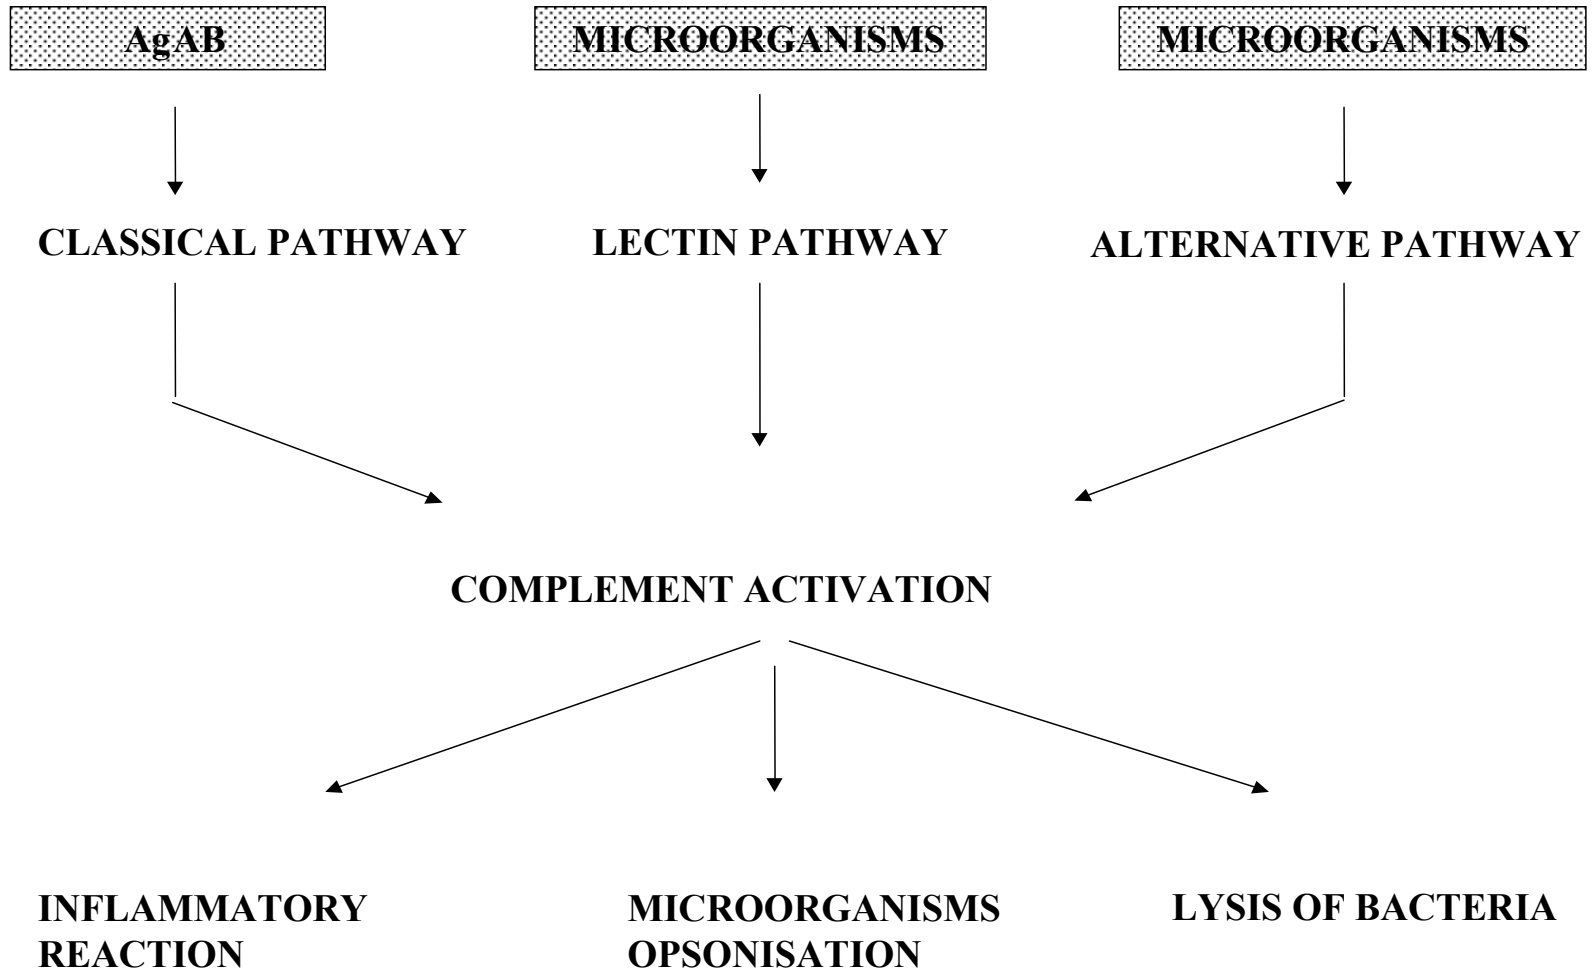 AgAB
MICROORGANISMS
MICROORGANISMS
CLASSICAL PATHWAY
LECTIN PATHWAY
ALTERNATIVE PATHWAY
COMPLEMENT ACTIVATION
INFLAMMATORY
REACTION
MICROORGANISMS
OPSONISATION
LYSIS OF BACTERIA